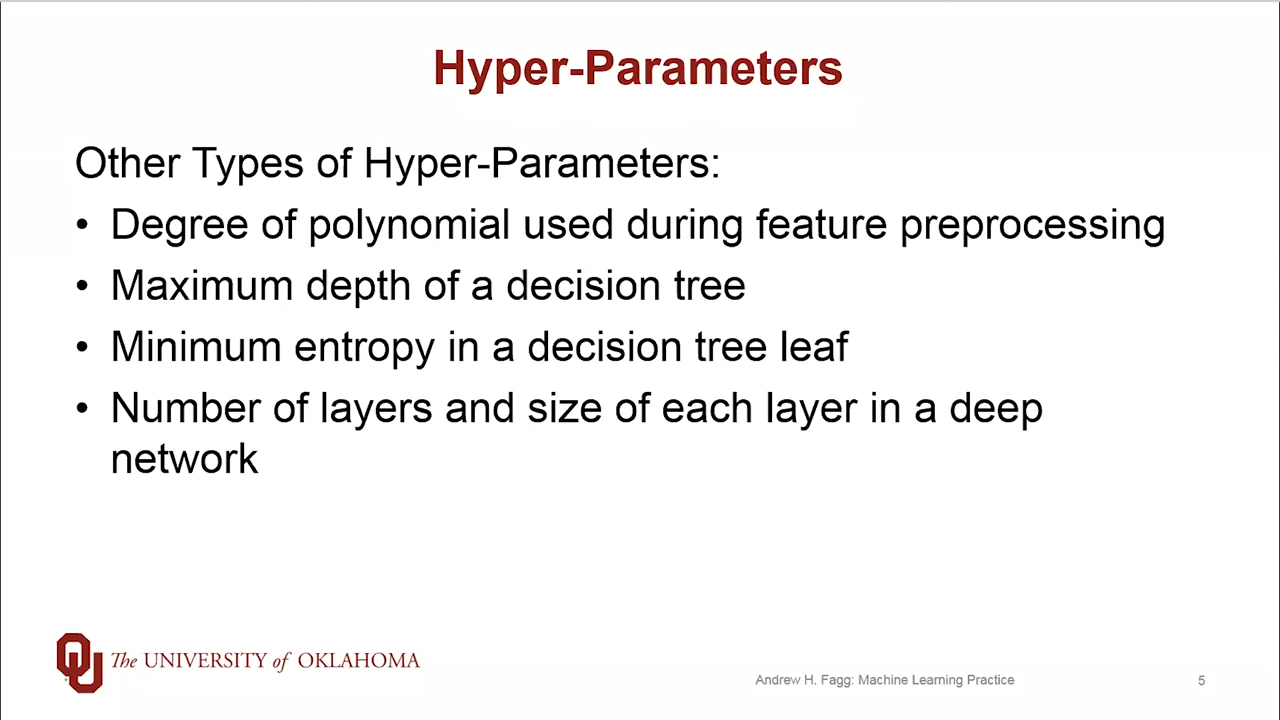 Hyper-Parameters
Other Types of Hyper-Parameters:
• Degree of polynomial used during feature preprocessing
• Maximum depth of a decision tree
• Minimum entropy in a decision tree leaf
• Number of layers and size of each layer in a deep
network
The UNIVERSITY of OKLAHOMA
Andrew H. Fagg: Machine Learning Practice
5